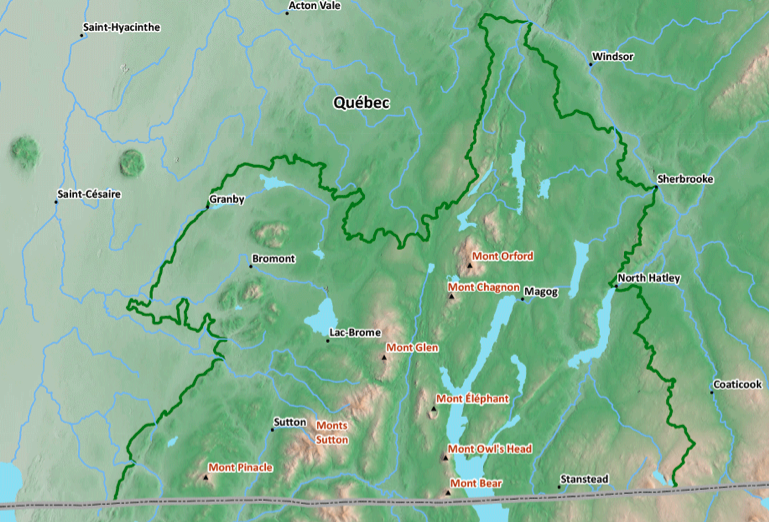 Acton Vale
Saint-Hyacinthe
Windsor
Québec
Sherbrooke
Saint-Césaire
Granby
Mont Orford
Bromont
North Hatley
Mont Chagnon
Magog
Lac-Brome
Mont Glen
Coaticook
Mont Éléphant
Sutton
Monts
Sutton
Mont Owl's Head
Mont Pinacle
Stanstead
Mont Bear